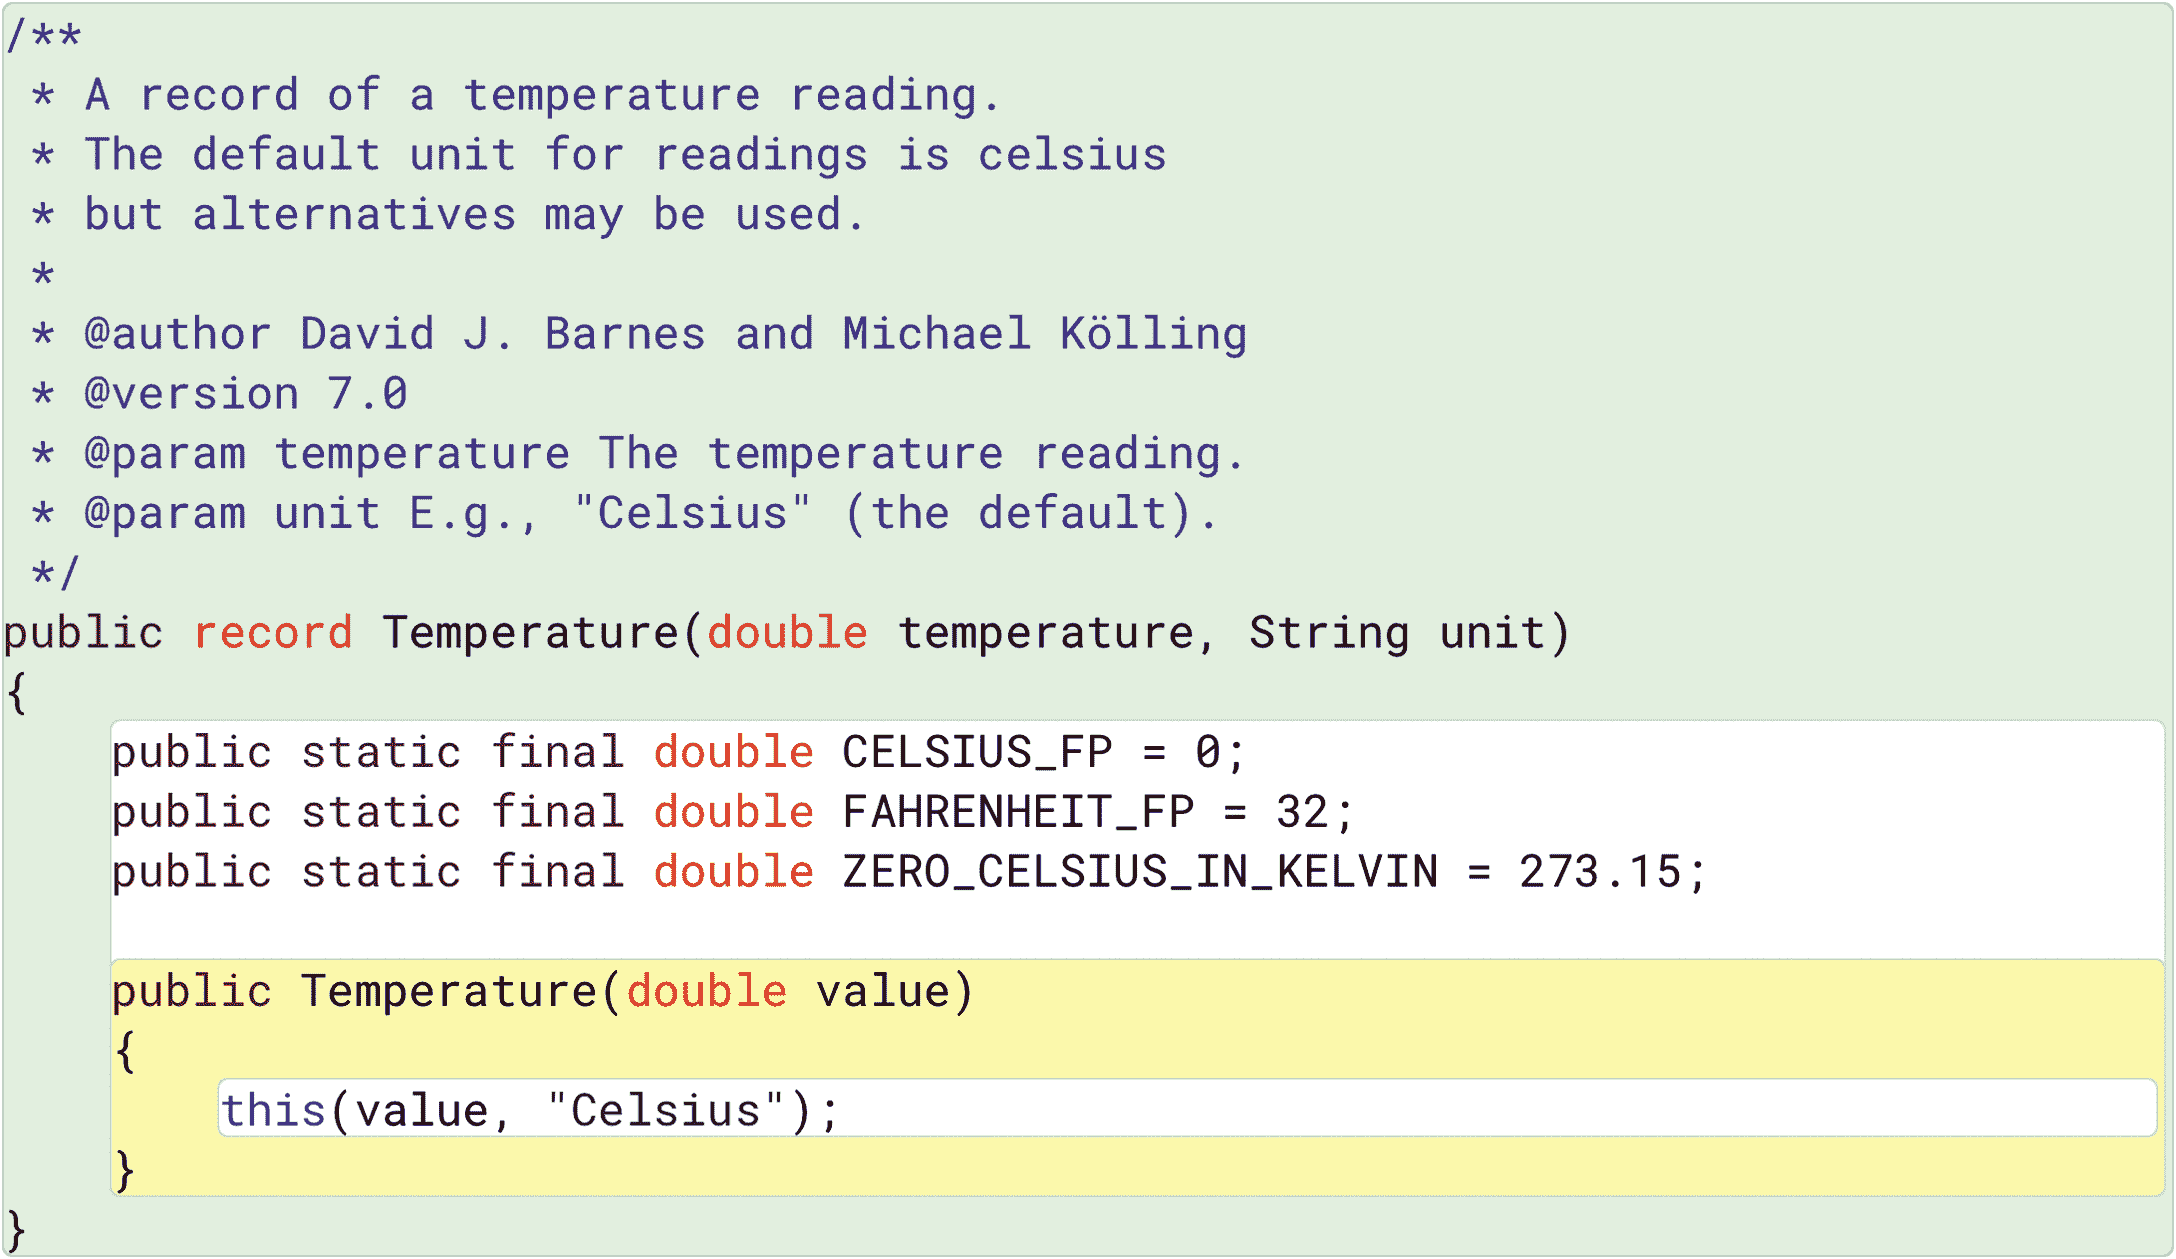 /**
 * A record of a temperature reading.
 * The default unit for readings is celsius
 * but alternatives may be used.
 *
 * @author David J. Barnes and Michael Kölling
 * @version 7.0
 * @param temperature The temperature reading.
 * @param unit E.g., "Celsius" (the default).
 */
public record Temperature(double temperature, String unit)
{
    public static final double CELSIUS_FP = 0;
    public static final double FAHRENHEIT_FP = 32;
    public static final double ZERO_CELSIUS_IN_KELVIN = 273.15;

    public Temperature(double value)
    {
        this(value, "Celsius");
    }
}